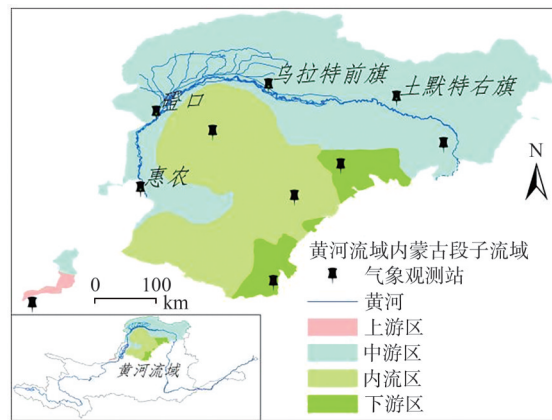 乌拉特前旗
土默特右旗
磴口
惠农
N
黄河流域内蒙古段子流域
气象观测站
0 100
km
黄河
上游区
中游区
内流区
下游区
黄河流域